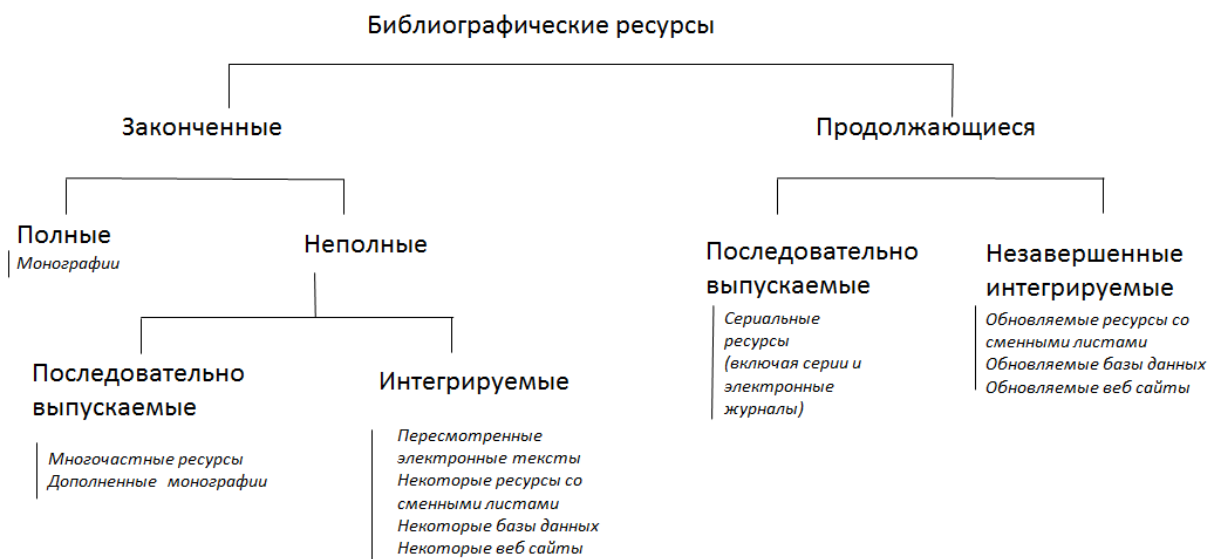 Библиографические ресурсы
Законченные
Продолжающиеся
Полные
Монографии
Неполные
Последовательно
выпускаемые
Многочастные ресурсы
Дополненные монографии
Интегрируемые
Пересмотренные
электронные тексты
Некоторые ресурсы со
сменными листами
Некоторые базы данных
Некоторые веб сайты
Последовательно
выпускаемые
Сериальные
ресурсы
(включая серии и
электронные
журналы)
Незавершенные
интегрируемые
Обновляемые ресурсы со
сменными листами
Обновляемые базы данных
Обновляемые веб сайты